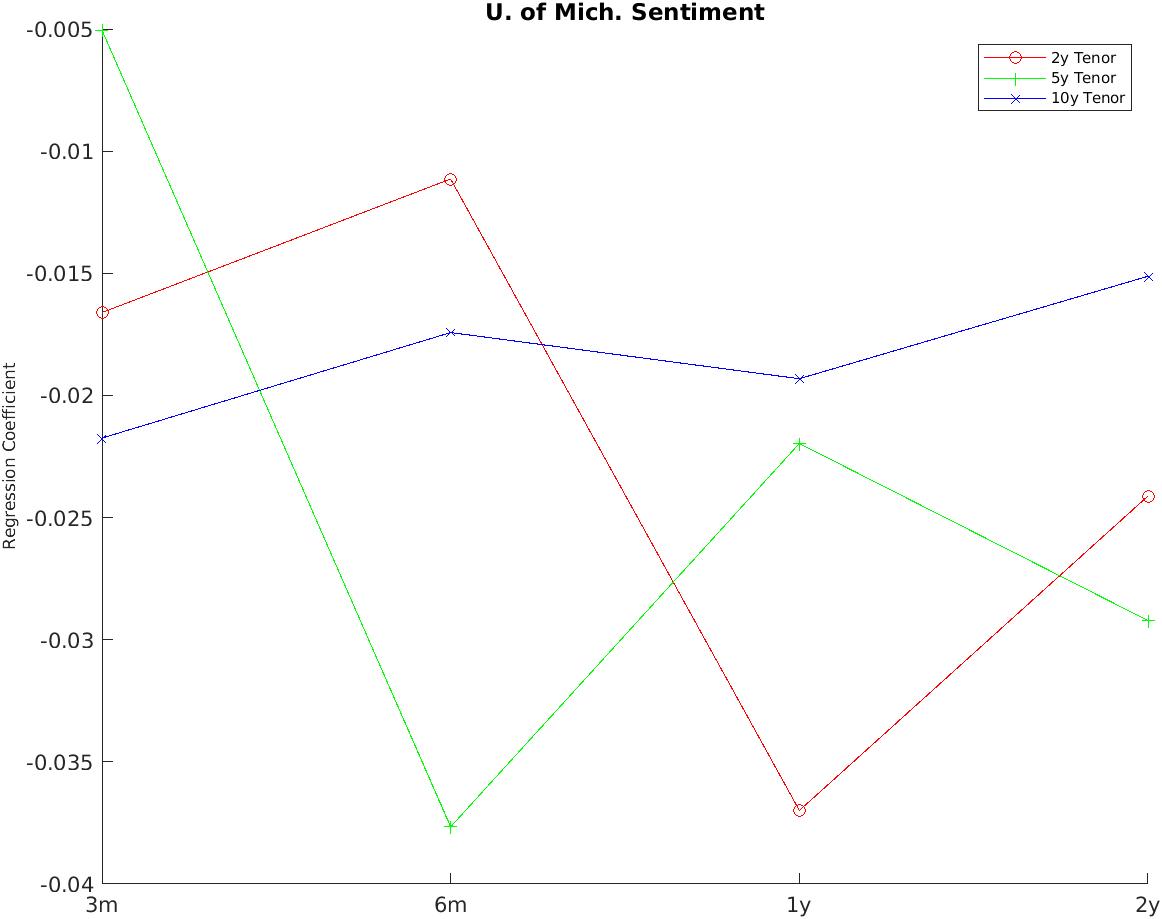 U. of Mich. Sentiment
-0.005
-0.01
-0.015
-0.02
-0.025
-0.03
-0.035
-0.04
Regression Coefficient
2y Tenor
5y Tenor
10y Tenor
3m
6m
1y
2y